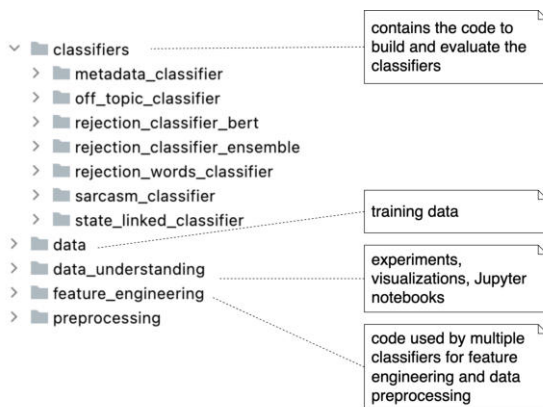 classifiers
metadata_classifier
off_topic_classifier
rejection_classifier_bert
rejection_classifier_ensemble
rejection_words_classifier
sarcasm_classifier
state_linked_classifier
data
data_understanding
feature_engineering
preprocessing
contains the code to
build and evaluate the
classifiers
training data
experiments,
visualizations, Jupyter
notebooks
code used by multiple
classifiers for feature
engineering and data
preprocessing